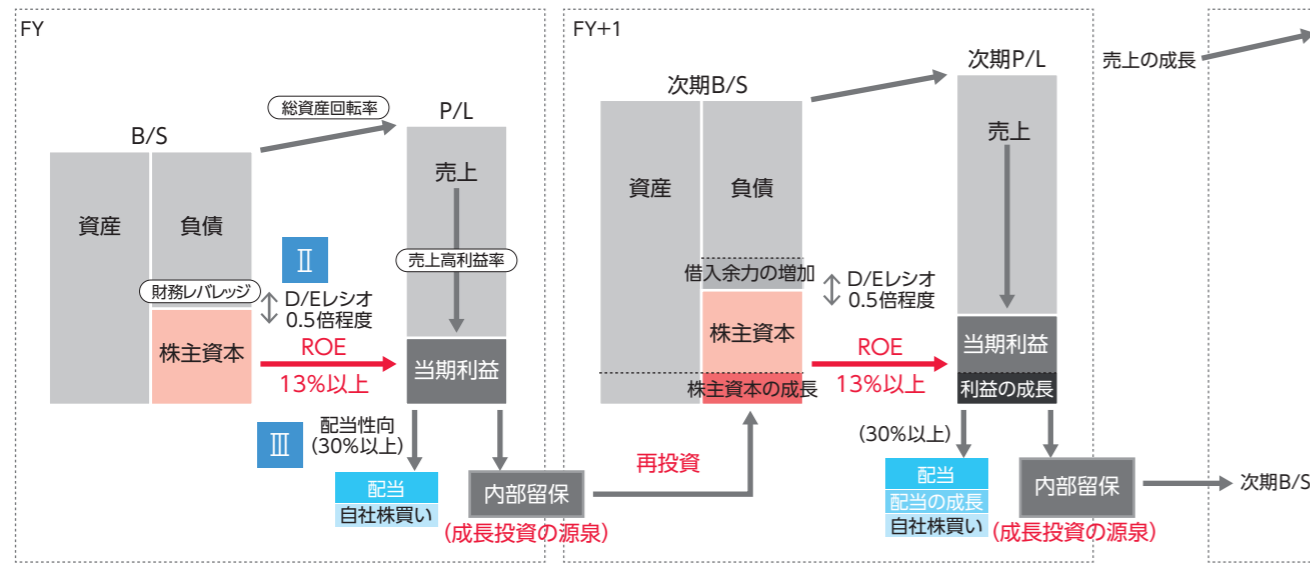 FY
B/S
資産
負債
財務レバレッジ
株主資本
総資産回転率
P/L
売上
売上高利益率
当期利益
Ⅱ
D/Eレシオ
0.5倍程度
ROE
13%以上
Ⅲ
配当性向
(30%以上)
配当
自社株買い
内部留保
(成長投資の源泉)
再投資
FY+1
次期B/S
資産
負債
借入余力の増加
株主資本
株主資本の成長
D/Eレシオ
0.5倍程度
ROE
13%以上
次期P/L
売上
当期利益
利益の成長
(30%以上)
配当
配当の成長
自社株買い
内部留保
(成長投資の源泉)
売上の成長
次期B/S